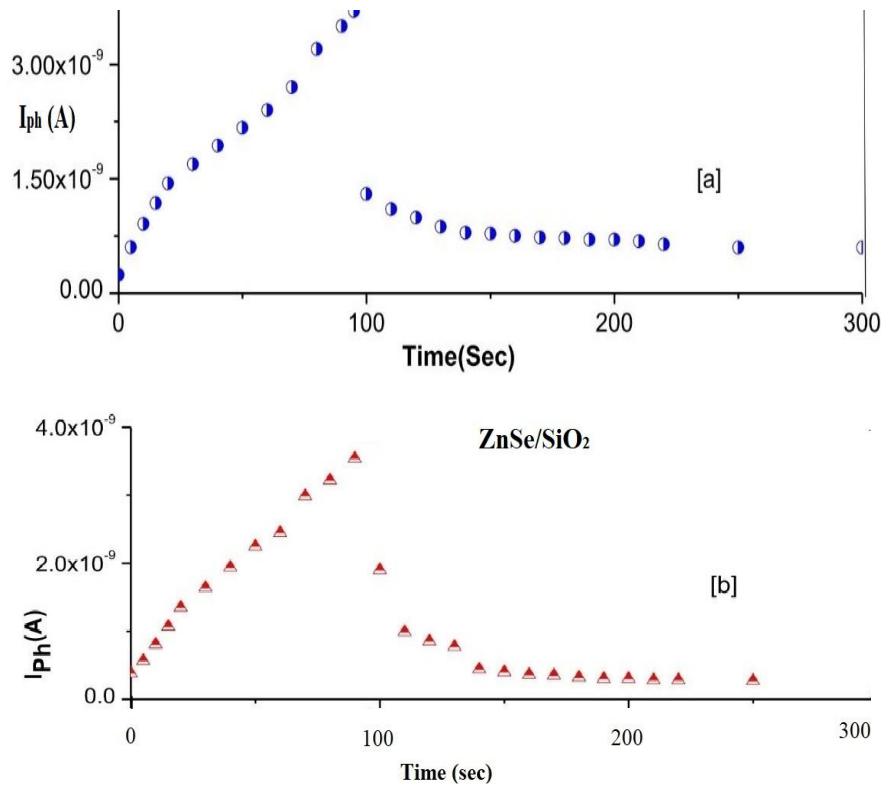 3.00x10⁻⁹
Iph (A)
1.50x10⁻⁹
[a]
0.00
0 100 200 300
Time(Sec)
4.0x10⁻⁹
ZnSe/SiO₂
2.0x10⁻⁹
[b]
IPh(A)
0.0
0 100 200 300
Time (sec)